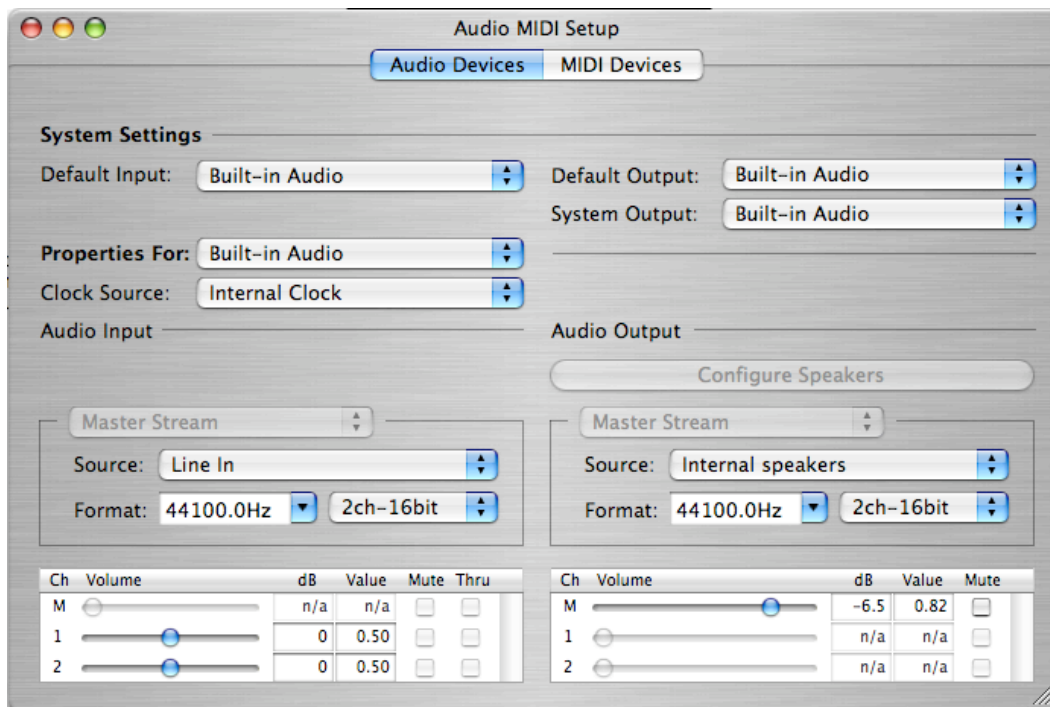 Audio MIDI Setup
Audio Devices MIDI Devices
System Settings
Default Input: Built-in Audio
Default Output: Built-in Audio
System Output: Built-in Audio
Properties For: Built-in Audio
Clock Source: Internal Clock
Audio Input
Master Stream
Source: Line In
Format: 44100.0Hz 2ch-16bit
Ch Volume dB Value Mute Thru
M n/a n/a
1 0 0.50
2 0 0.50
Audio Output
Configure Speakers
Master Stream
Source: Internal speakers
Format: 44100.0Hz 2ch-16bit
Ch Volume dB Value Mute
M -6.5 0.82
1 n/a n/a
2 n/a n/a